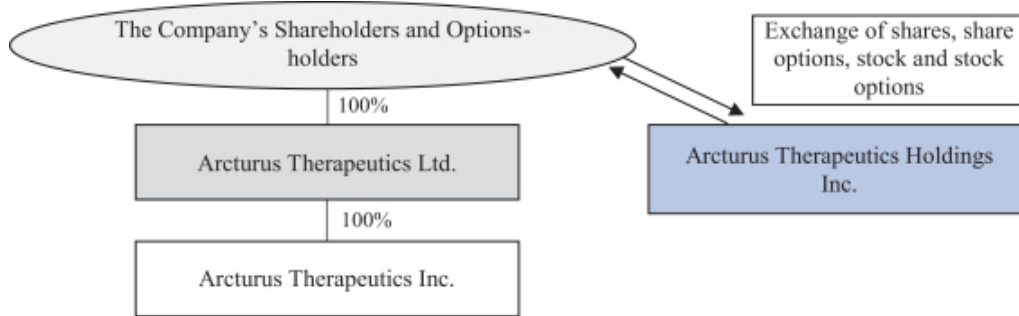 The Company’s Shareholders and Options-
holders
Exchange of shares, share
options, stock and stock
options
100%
Arcturus Therapeutics Ltd.
Arcturus Therapeutics Holdings
Inc.
100%
Arcturus Therapeutics Inc.